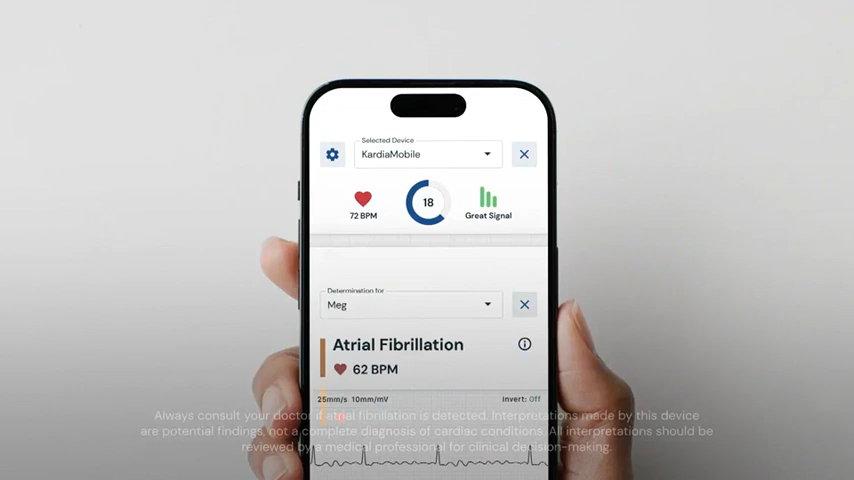 Selected Device
KardiaMobile
72 BPM
18
Great Signal
Determination for
Meg
Atrial Fibrillation
62 BPM
25mm/s 10mm/mV
Invert: Off
Always consult your doctor if atrial fibrillation is detected. Interpretations made by this device
are potential findings, not a complete diagnosis of cardiac conditions. All interpretations should be
reviewed by a medical professional for clinical decision-making.